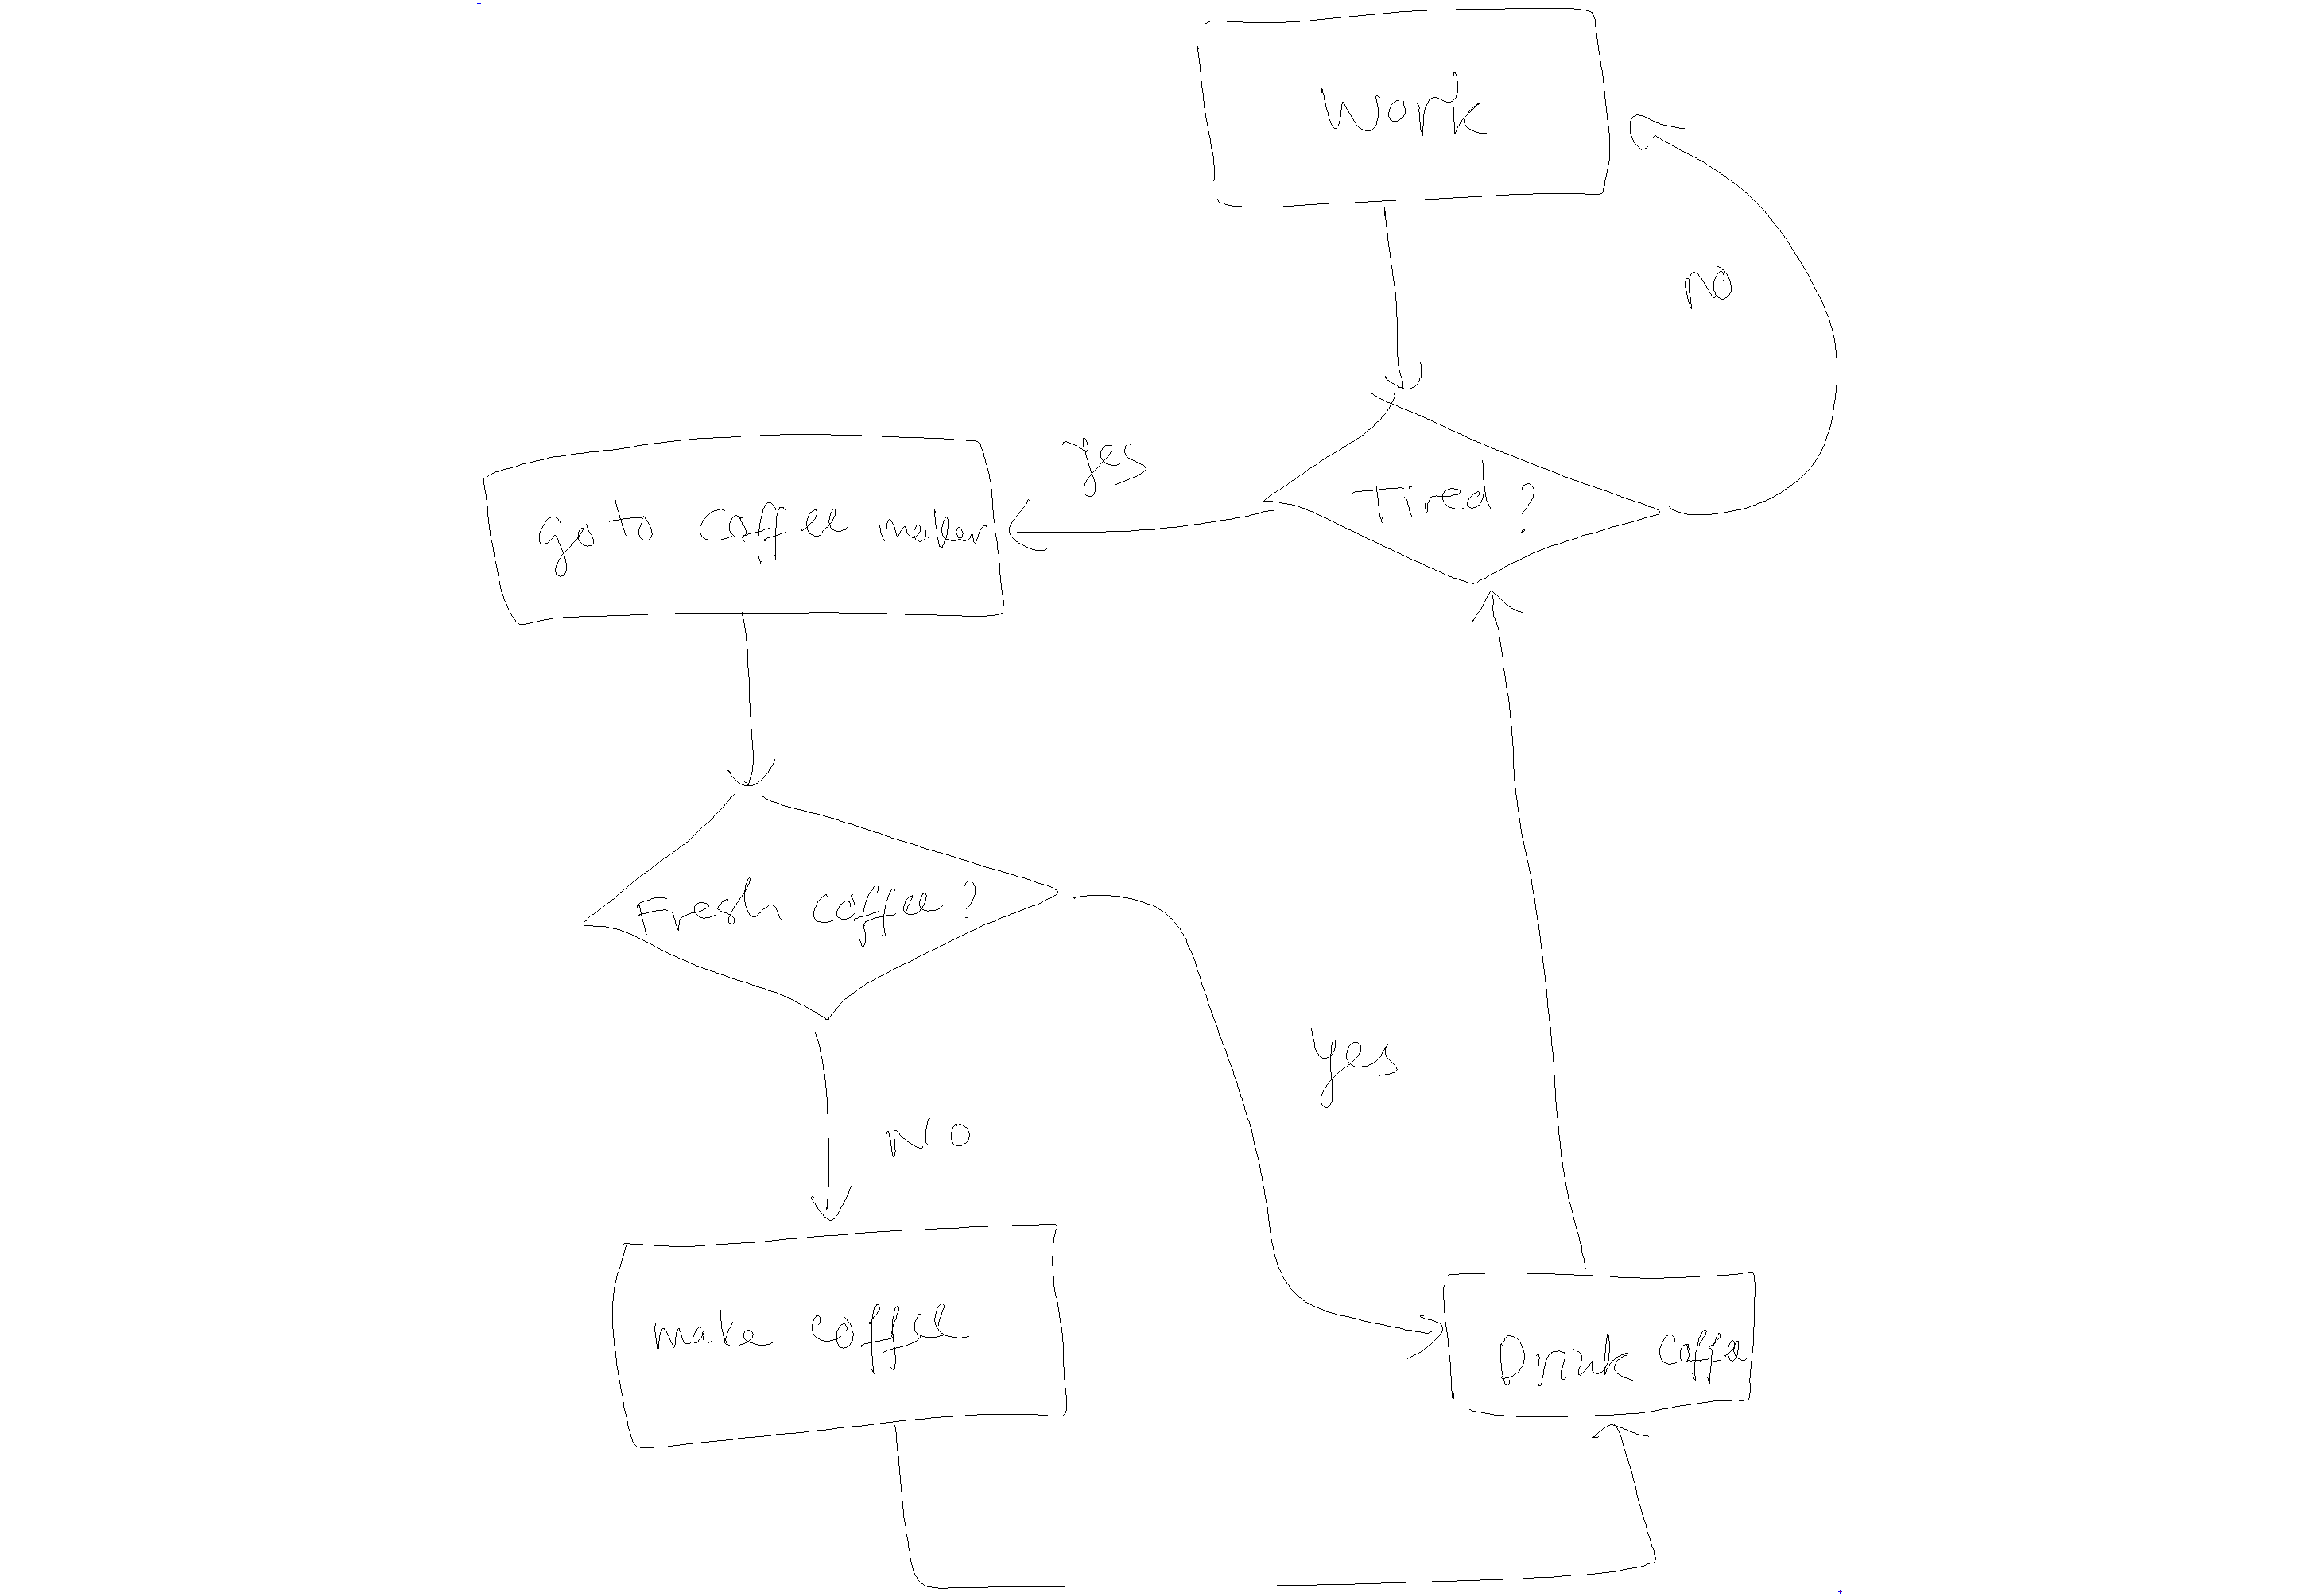 Work
NO
Yes
Tired?
go to coffee maker
Fresh coffee?
Yes
NO
make coffee
Drink coffee